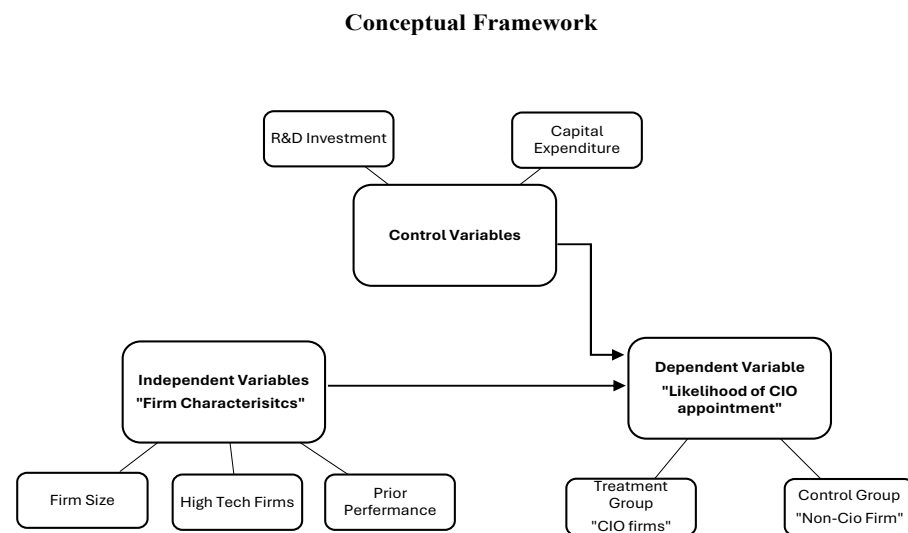 Conceptual Framework
R&D Investment
Capital
Expenditure
Control Variables
Independent Variables
"Firm Characterisitcs"
Dependent Variable
"Likelihood of CIO
appointment"
Firm Size
High Tech Firms
Prior
Perfermance
Treatment
Group
"CIO firms"
Control Group
"Non-Cio Firm"